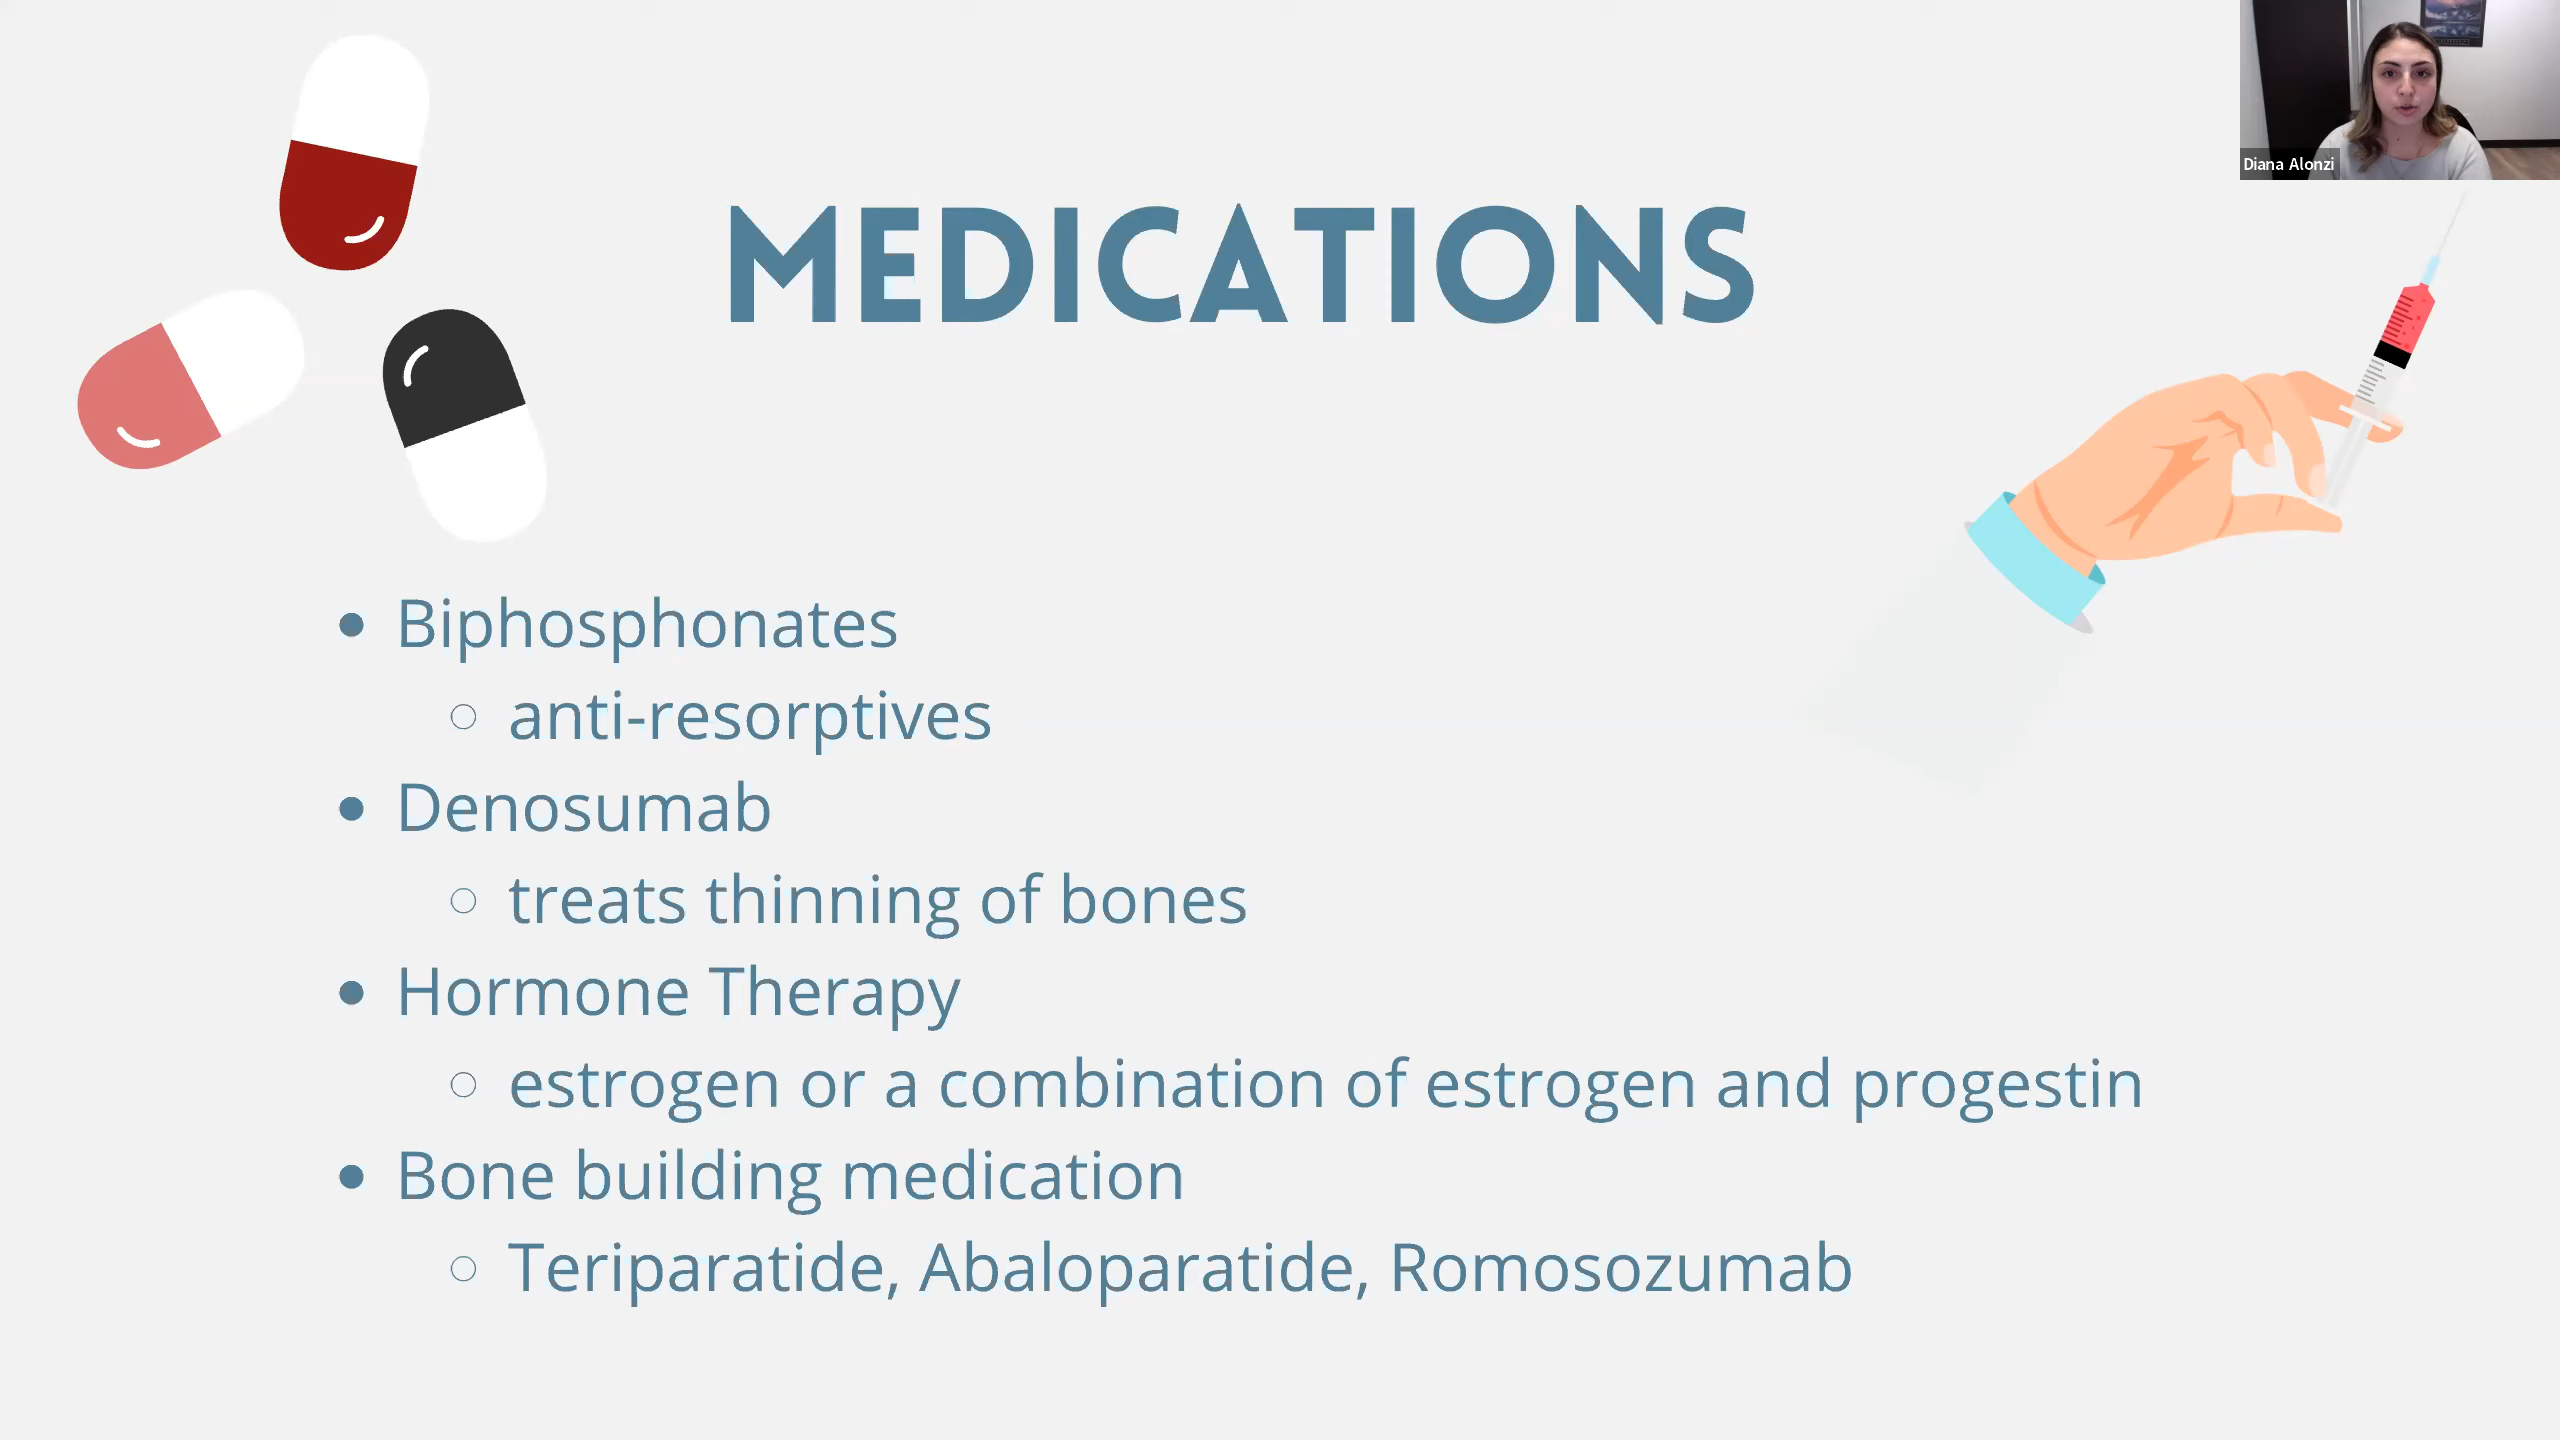 Diana Alonzi
MEDICATIONS
Biphosphonates
anti-resorptives
Denosumab
treats thinning of bones
Hormone Therapy
estrogen or a combination of estrogen and progestin
Bone building medication
Teriparatide, Abaloparatide, Romosozumab